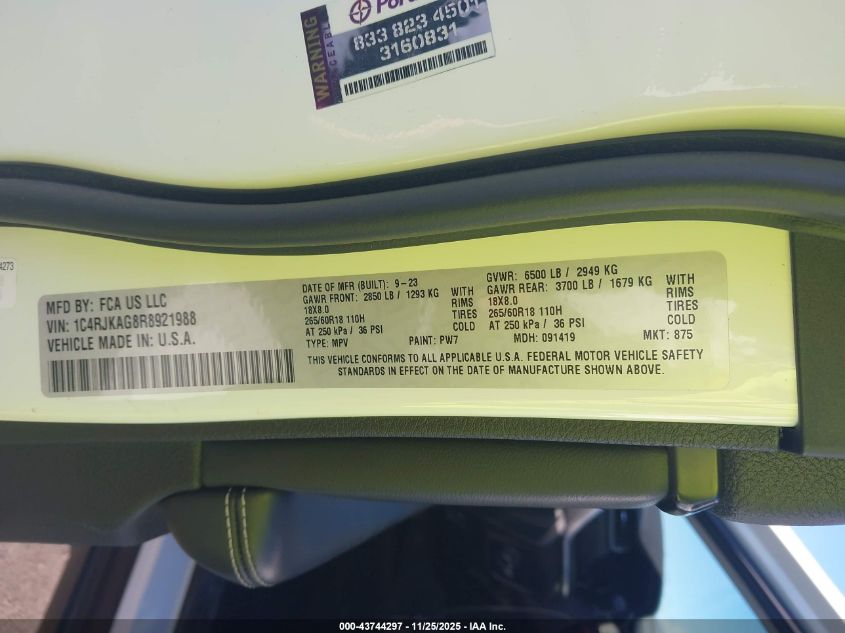 WARNING
833 823 4501
3160831
4273
MFD BY: FCA US LLC
VIN: 1C4RJKAG8R8921988
VEHICLE MADE IN: U.S.A.
DATE OF MFR (BUILT): 9-23
GAWR FRONT: 2850 LB / 1293 KG WITH
18X8.0 RIMS
265/60R18 110H TIRES
AT 250 kPa / 36 PSI COLD
TYPE: MPV PAINT: PW7
GVWR: 6500 LB / 2949 KG
GAWR REAR: 3700 LB / 1679 KG WITH
18X8.0 RIMS
265/60R18 110H TIRES
AT 250 kPa / 36 PSI COLD
MDH: 091419 MKT: 875
THIS VEHICLE CONFORMS TO ALL APPLICABLE U.S.A. FEDERAL MOTOR VEHICLE SAFETY
STANDARDS IN EFFECT ON THE DATE OF MANUFACTURE SHOWN ABOVE.
000-43744297 - 11/25/2025 - IAA Inc.